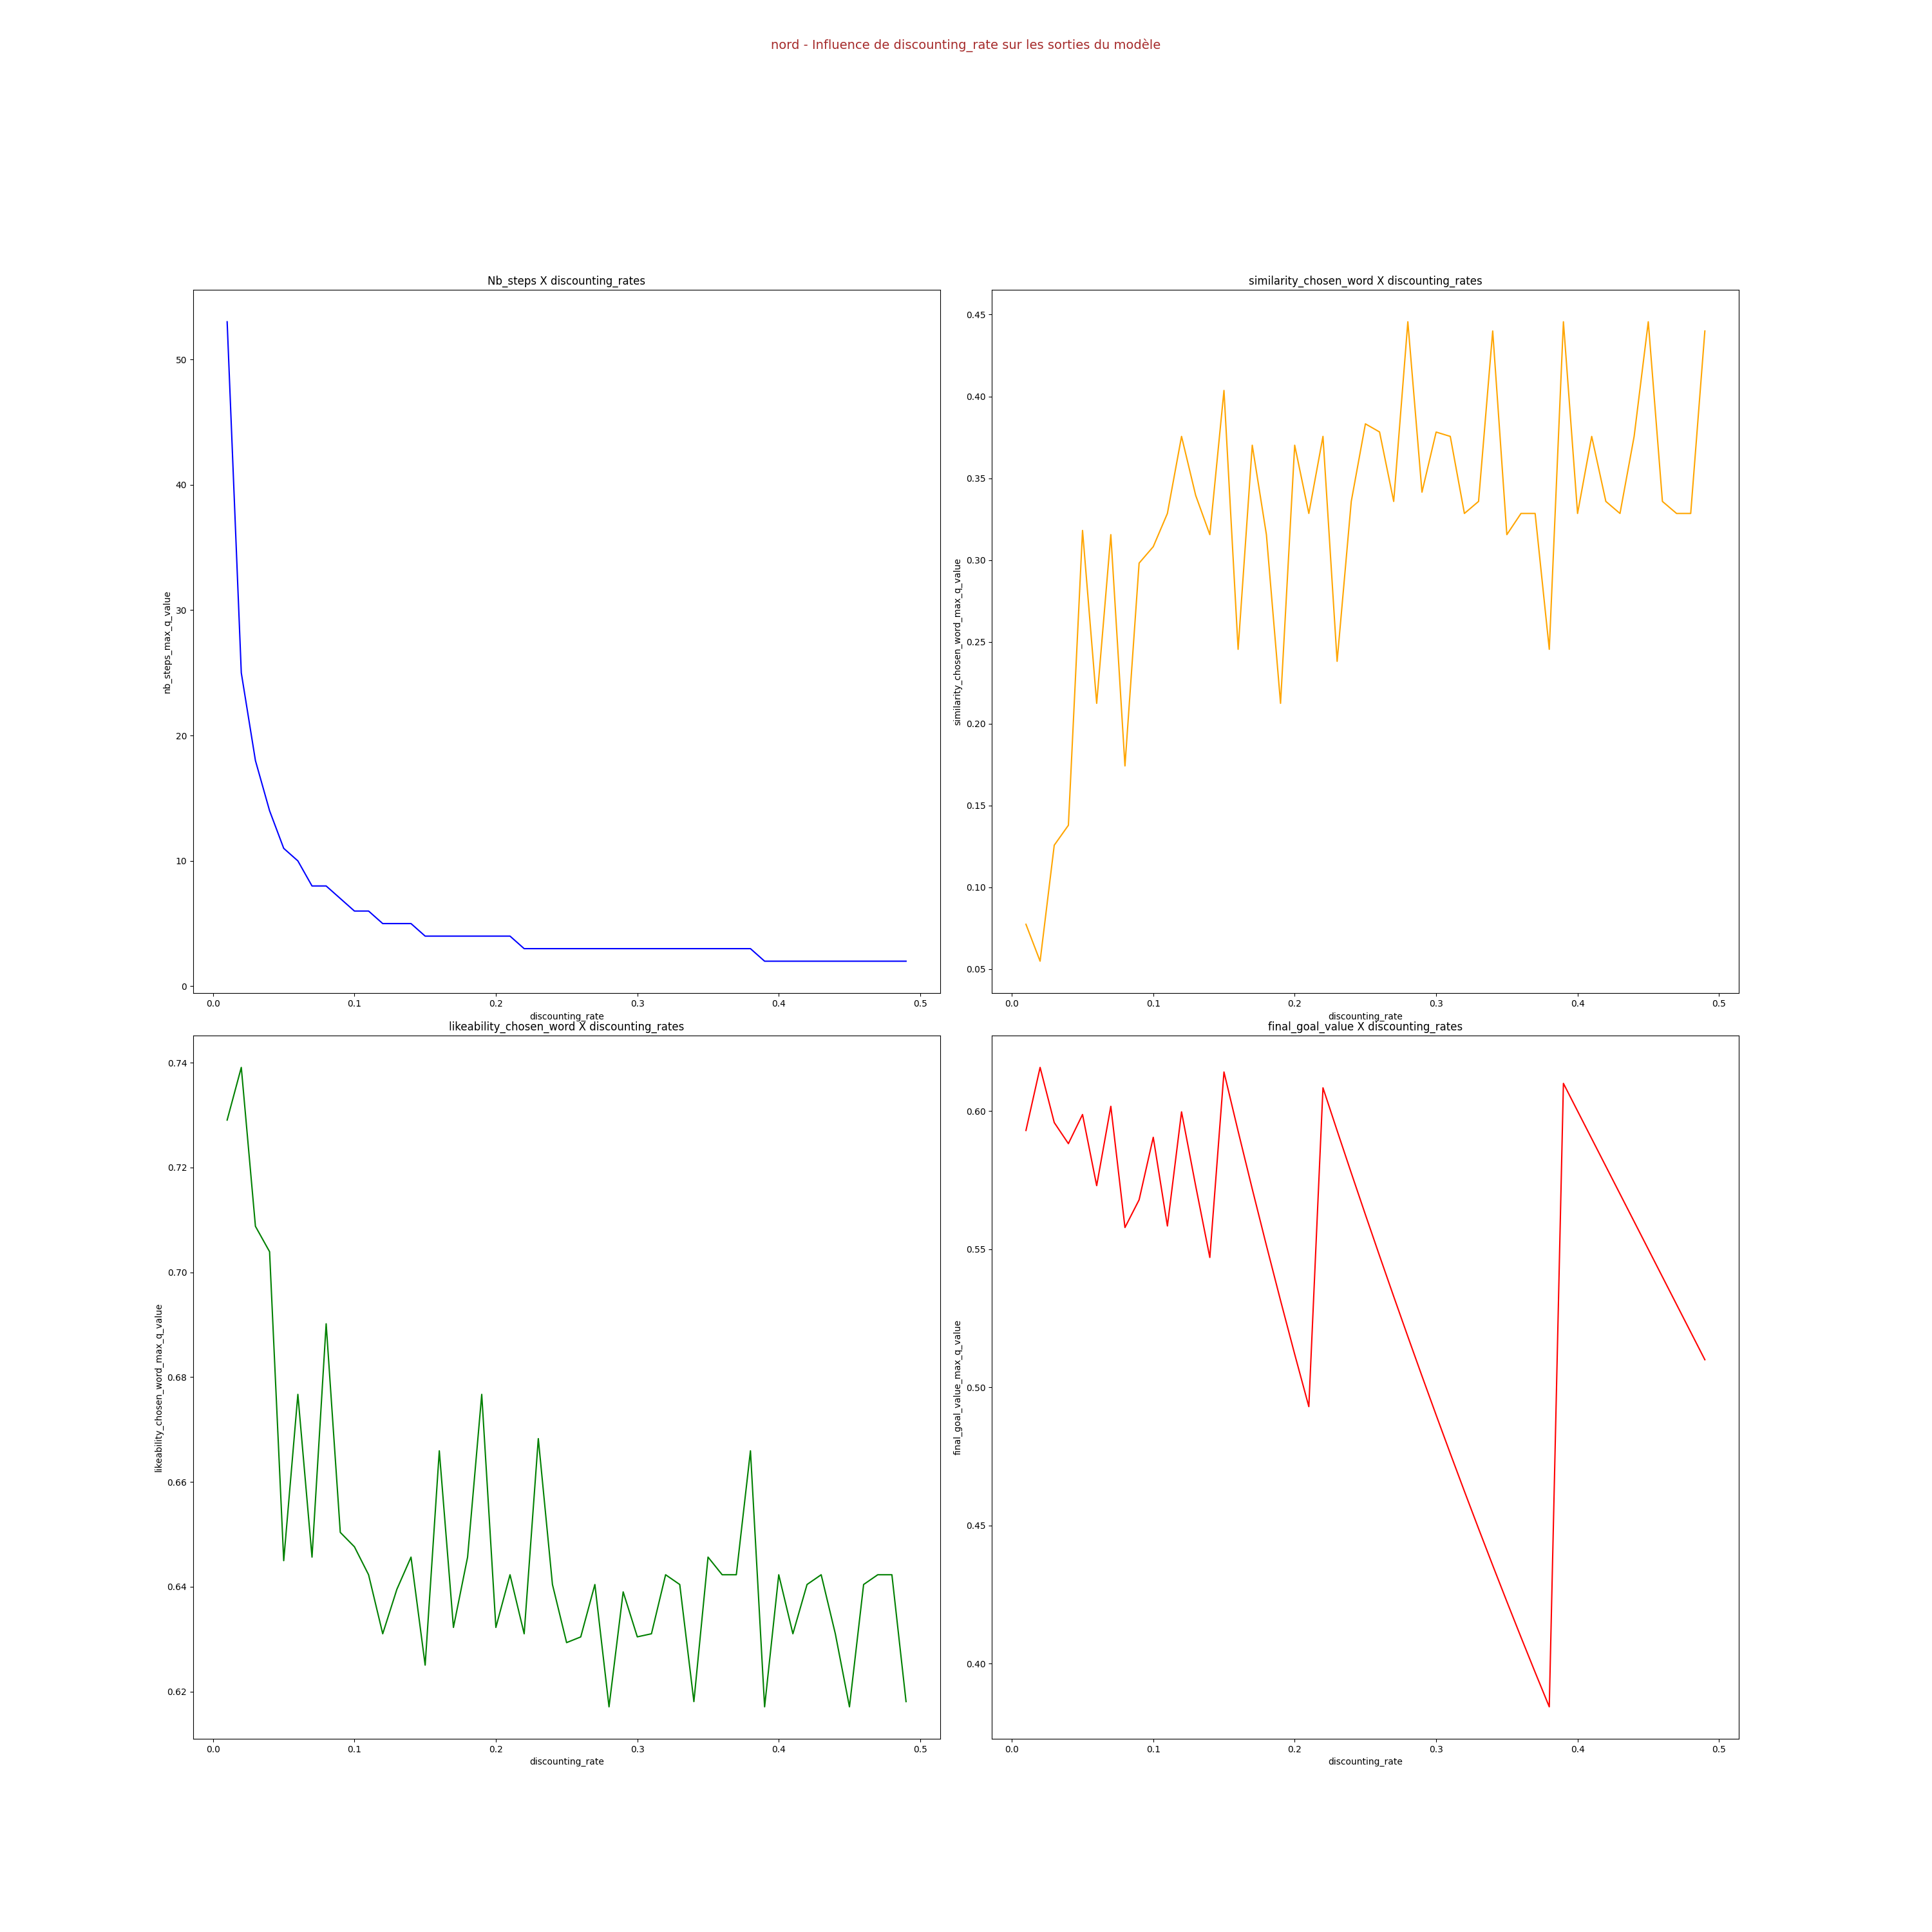 nord - Influence de discounting_rate sur les sorties du modèle
Nb_steps X discounting_rates
nb_steps_max_q_value
50
40
30
20
10
0
0.0 0.1 0.2 0.3 0.4 0.5
discounting_rate
similarity_chosen_word X discounting_rates
similarity_chosen_word_max_q_value
0.45
0.40
0.35
0.30
0.25
0.20
0.15
0.10
0.05
0.0 0.1 0.2 0.3 0.4 0.5
discounting_rate
likeability_chosen_word X discounting_rates
likeability_chosen_word_max_q_value
0.74
0.72
0.70
0.68
0.66
0.64
0.62
0.0 0.1 0.2 0.3 0.4 0.5
discounting_rate
final_goal_value X discounting_rates
final_goal_value_max_q_value
0.60
0.55
0.50
0.45
0.40
0.0 0.1 0.2 0.3 0.4 0.5
discounting_rate